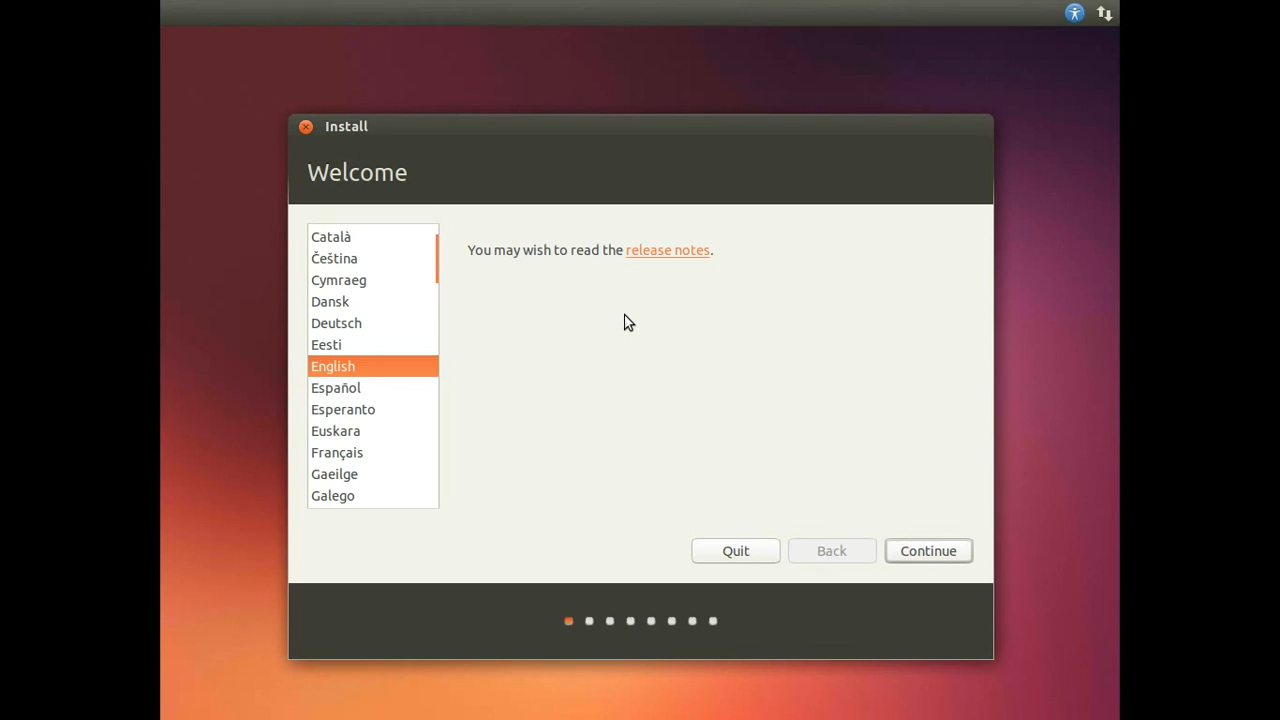 Install
Welcome
Català
Čeština
Cymraeg
Dansk
Deutsch
Eesti
English
Español
Esperanto
Euskara
Français
Gaeilge
Galego
You may wish to read the release notes.
Quit
Back
Continue